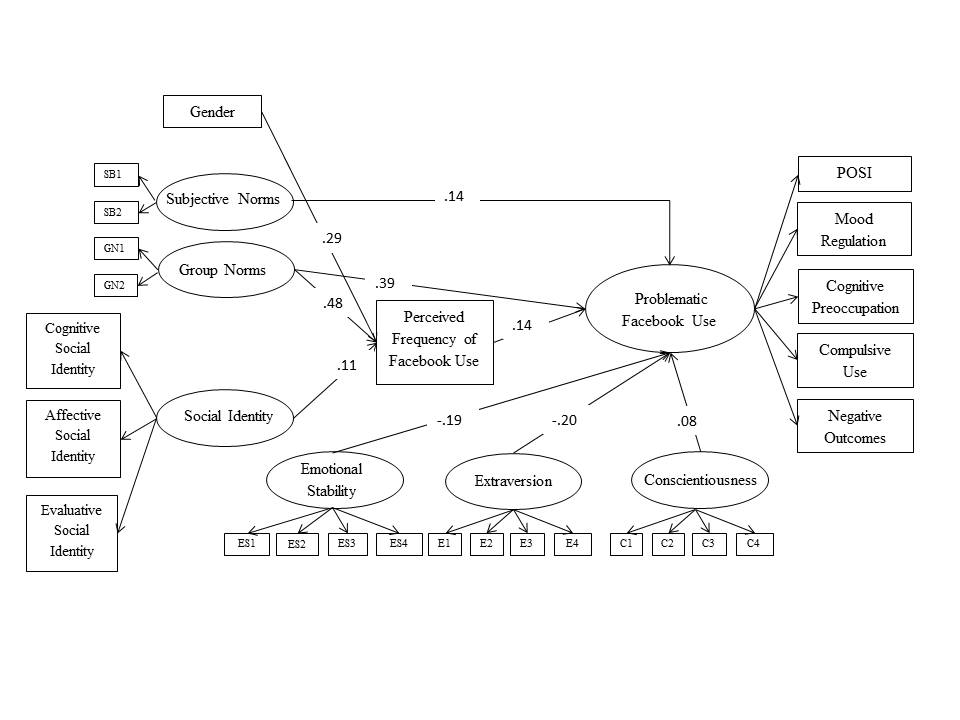 Gender
SB1
SB2
Subjective Norms
.14
POSI
Mood
Regulation
GN1
GN2
Group Norms
.29
.39
.48
Problematic
Facebook Use
Cognitive
Preoccupation
Perceived
Frequency of
Facebook Use
.14
Compulsive
Use
Cognitive
Social
Identity
.11
Affective
Social
Identity
Social Identity
-.19
-.20
.08
Negative
Outcomes
Emotional
Stability
Extraversion
Conscientiousness
Evaluative
Social
Identity
ES1
ES2
ES3
ES4
E1
E2
E3
E4
C1
C2
C3
C4